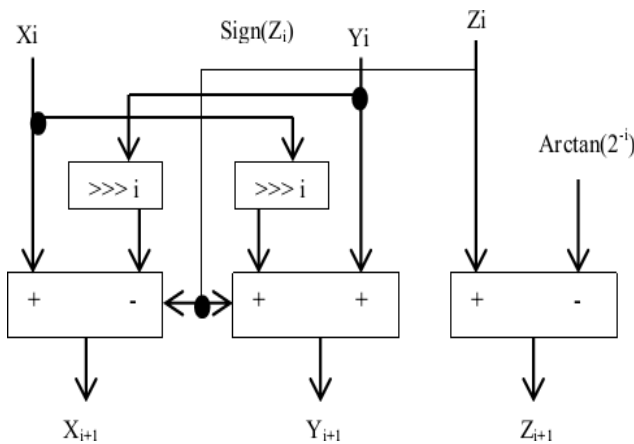 Xi
Sign(Zᵢ)
Yi
Zi
Arctan(2⁻ⁱ)
>>> i
>>> i
+ -
+ +
+ -
Xᵢ₊₁
Yᵢ₊₁
Zᵢ₊₁